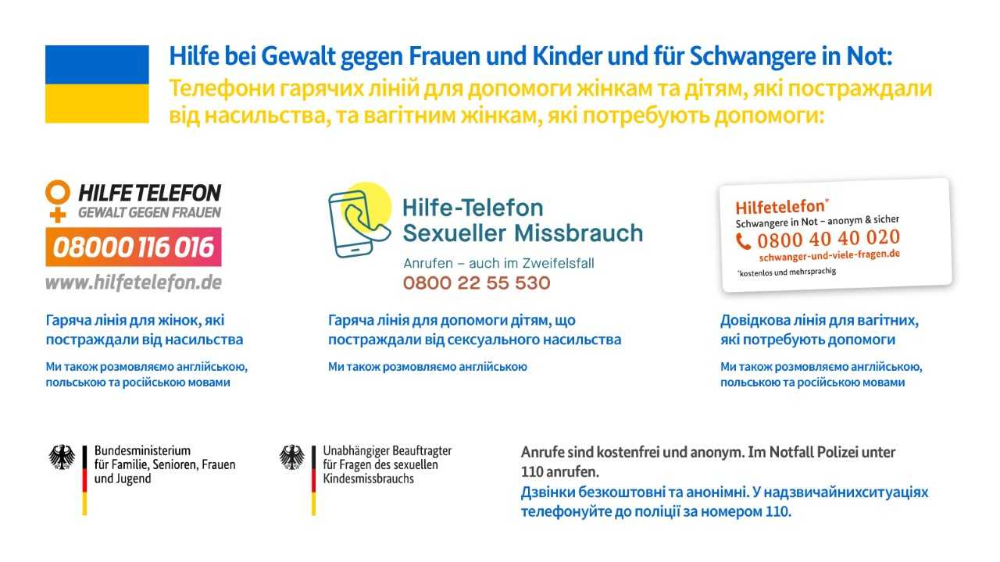 Hilfe bei Gewalt gegen Frauen und Kinder und für Schwangere in Not:
Телефони гарячих ліній для допомоги жінкам та дітям, які постраждали
від насильства, та вагітним жінкам, які потребують допомоги:
HILFETELEFON
GEWALT GEGEN FRAUEN
08000 116 016
www.hilfetelefon.de
Гаряча лінія для жінок, які
постраждали від насильства
Ми також розмовляємо англійською,
польською та російською мовами
Hilfe-Telefon
Sexueller Missbrauch
Anrufen – auch im Zweifelsfall
0800 22 55 530
Гаряча лінія для допомоги дітям, що
постраждали від сексуального насильства
Ми також розмовляємо англійською
Hilfetelefon*
Schwangere in Not – anonym & sicher
0800 40 40 020
schwanger-und-viele-fragen.de
*kostenlos und mehrsprachig
Довідкова лінія для вагітних,
які потребують допомоги
Ми також розмовляємо англійською,
польською та російською мовами
Bundesministerium
für Familie, Senioren, Frauen
und Jugend
Unabhängiger Beauftragter
für Fragen des sexuellen
Kindesmissbrauchs
Anrufe sind kostenfrei und anonym. Im Notfall Polizei unter
110 anrufen.
Дзвінки безкоштовні та анонімні. У надзвичайнихситуаціях
телефонуйте до поліції за номером 110.